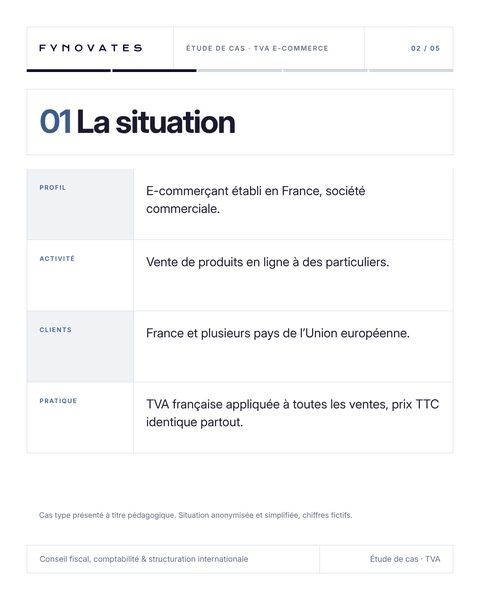 FYNOVATES
ÉTUDE DE CAS · TVA E-COMMERCE
02 / 05
01 La situation
PROFIL
E-commerçant établi en France, société
commerciale.
ACTIVITÉ
Vente de produits en ligne à des particuliers.
CLIENTS
France et plusieurs pays de l’Union européenne.
PRATIQUE
TVA française appliquée à toutes les ventes, prix TTC
identique partout.
Cas type présenté à titre pédagogique. Situation anonymisée et simplifiée, chiffres fictifs.
Conseil fiscal, comptabilité & structuration internationale
Étude de cas · TVA